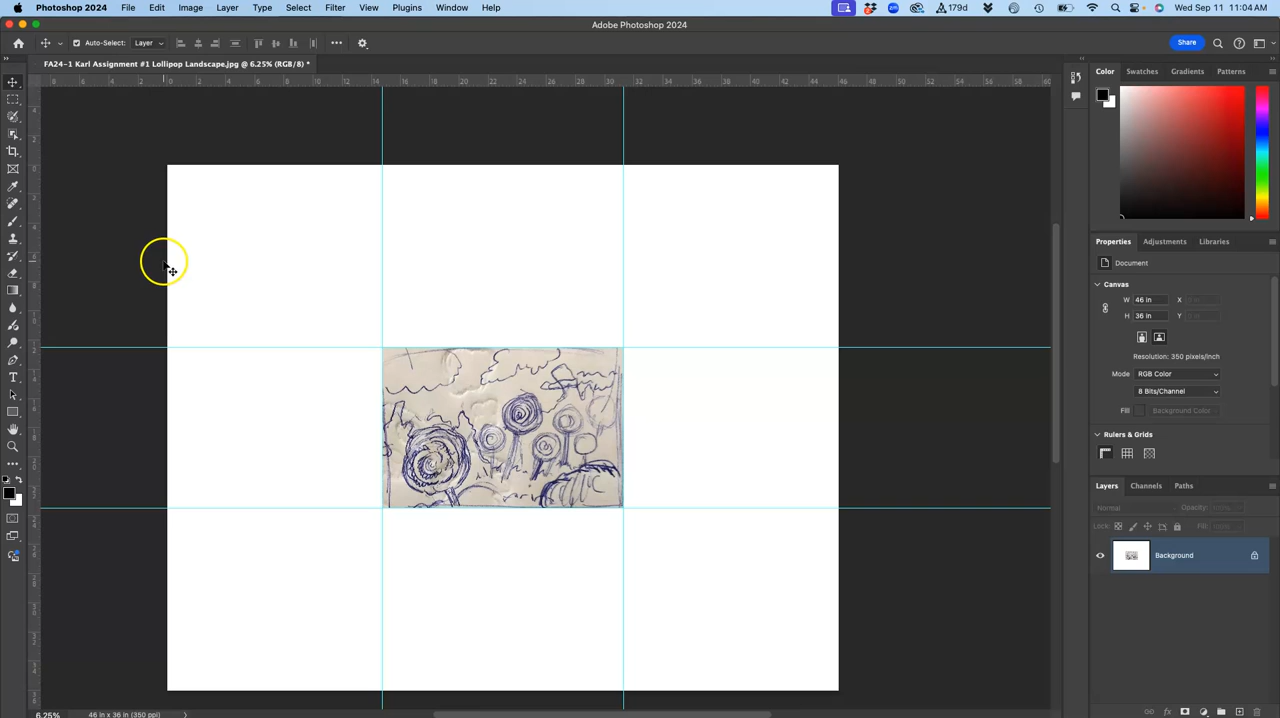 Photoshop 2024 File Edit Image Layer Type Select Filter View Plugins Window Help 179d Wed Sep 11 11:04AM
Adobe Photoshop 2024
Auto-Select: Layer Share
FA24-1 Karl Assignment #1 Lollipop Landscape.jpg @ 6.25% (RGB/8) *
Color Swatches Gradients Patterns
Properties Adjustments Libraries
Document
Canvas
W 46 in X
H 36 in Y
Resolution: 350 pixels/inch
Mode RGB Color
8 Bits/Channel
Fill Background Color
Rulers & Grids
Layers Channels Paths
Normal Opacity:
Lock: Fill:
Background
6.25% 46 in x 36 in (350 ppi)